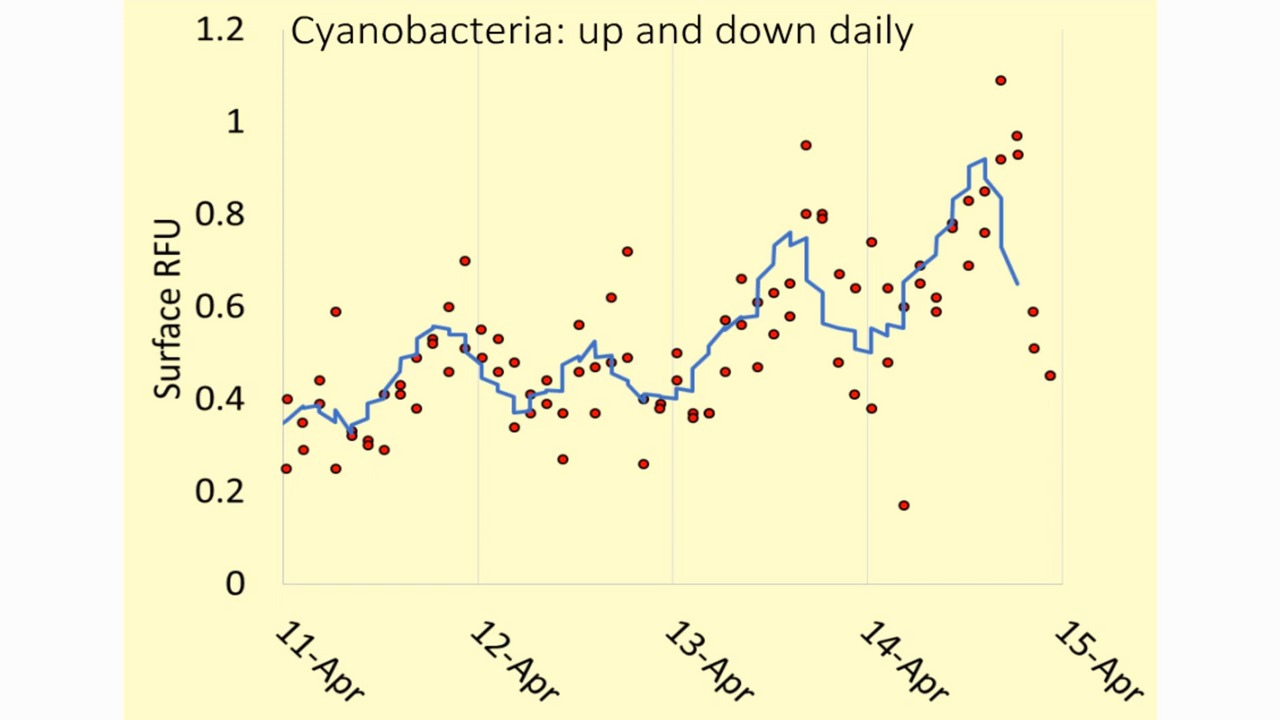 Cyanobacteria: up and down daily
1.2
1
0.8
0.6
0.4
0.2
0
Surface RFU
11-Apr
12-Apr
13-Apr
14-Apr
15-Apr